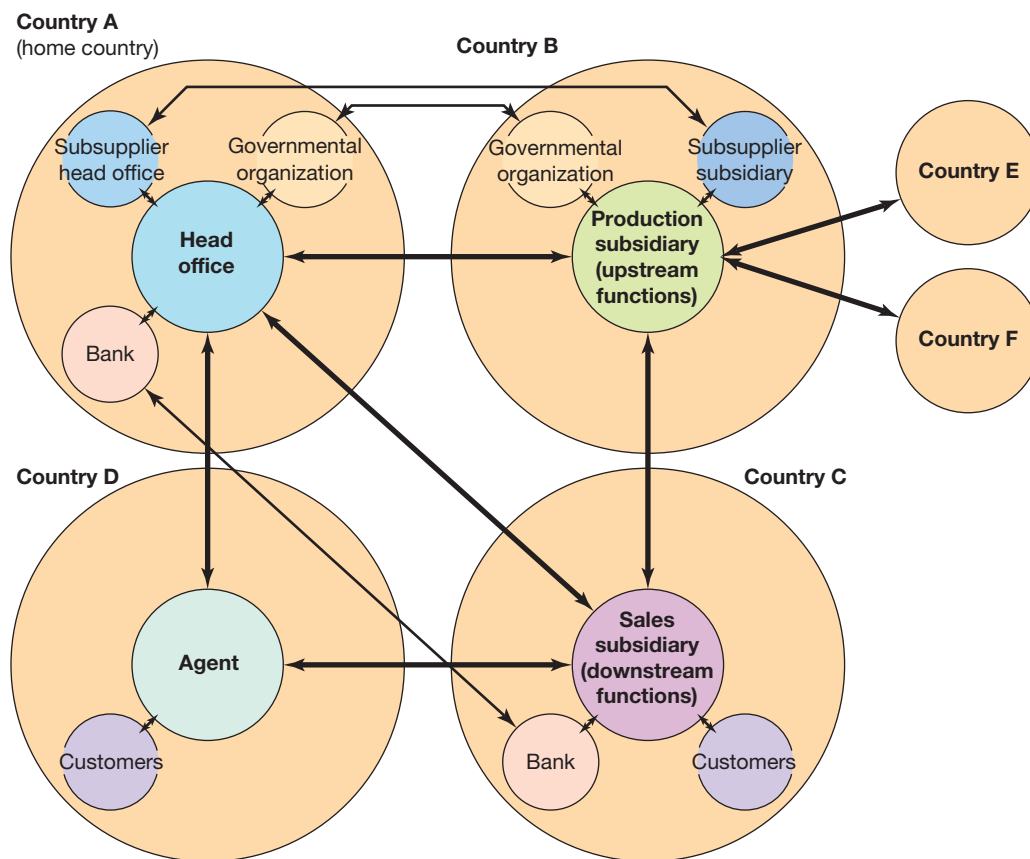 Country A
(home country)
Country B
Subsupplier
head office
Governmental
organization
Governmental
organization
Subsupplier
subsidiary
Head
office
Production
subsidiary
(upstream
functions)
Country E
Country F
Bank
Country D
Country C
Agent
Sales
subsidiary
(downstream
functions)
Customers
Bank
Customers